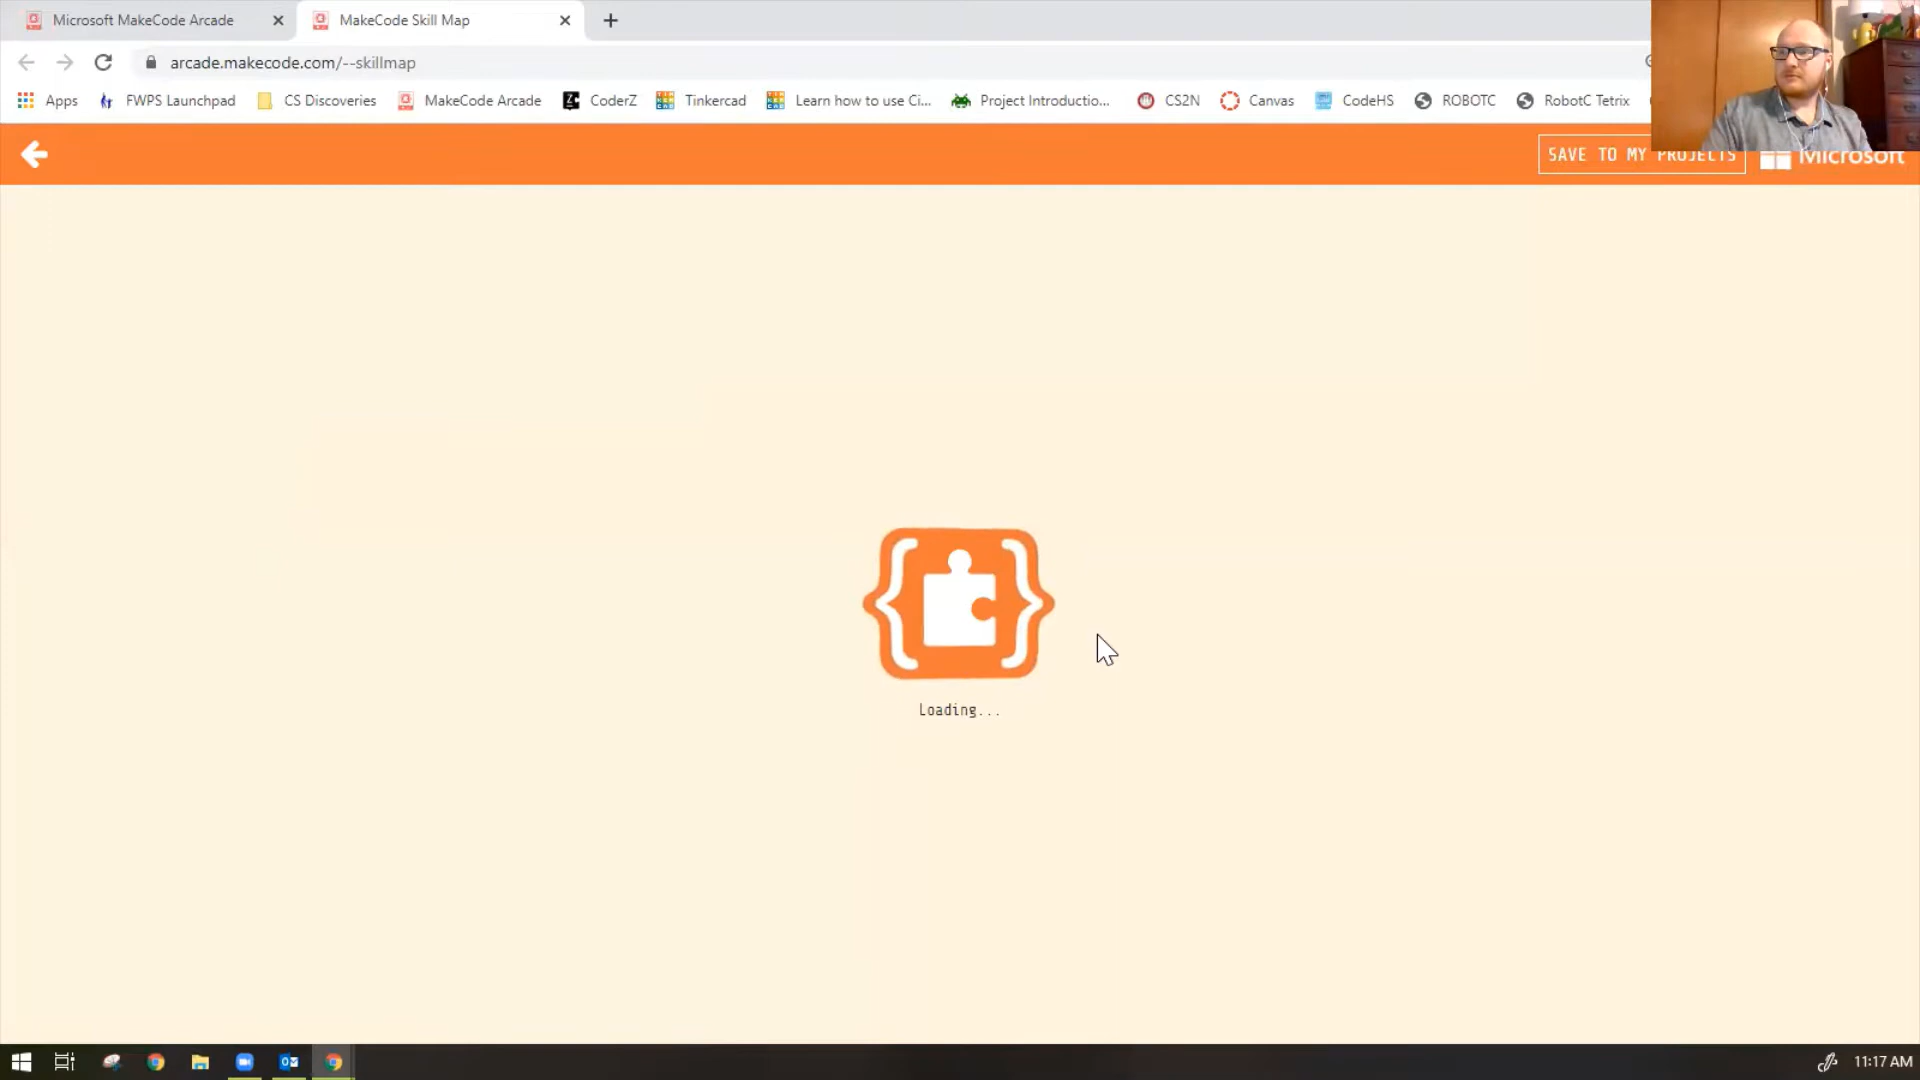 Microsoft MakeCode Arcade
MakeCode Skill Map
arcade.makecode.com/--skillmap
Apps
FWPS Launchpad
CS Discoveries
MakeCode Arcade
CoderZ
Tinkercad
Learn how to use Ci...
Project Introductio...
CS2N
Canvas
CodeHS
ROBOTC
RobotC Tetrix
SAVE TO MY PROJECTS
Microsoft
Loading...
11:17 AM